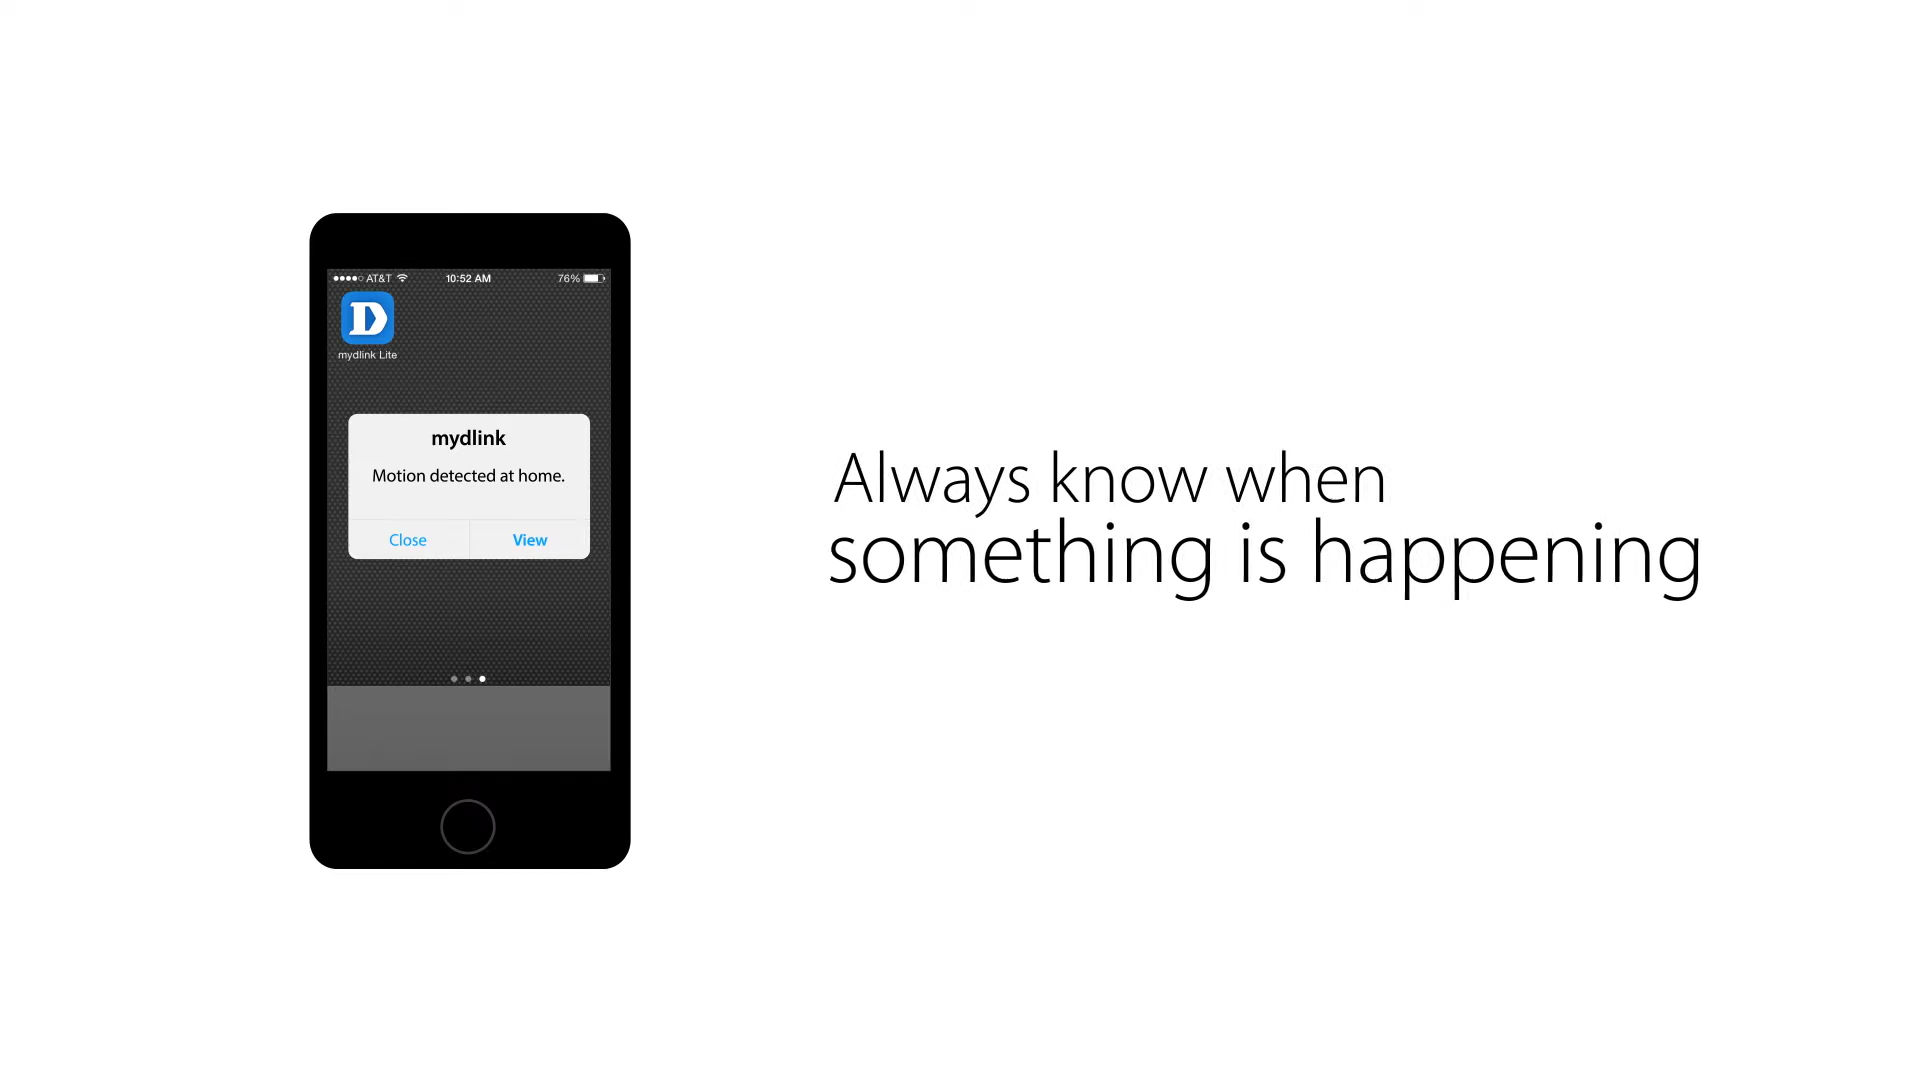 AT&T 10:52 AM 76%
D
mydlink Lite
mydlink
Motion detected at home.
Close View
Always know when
something is happening